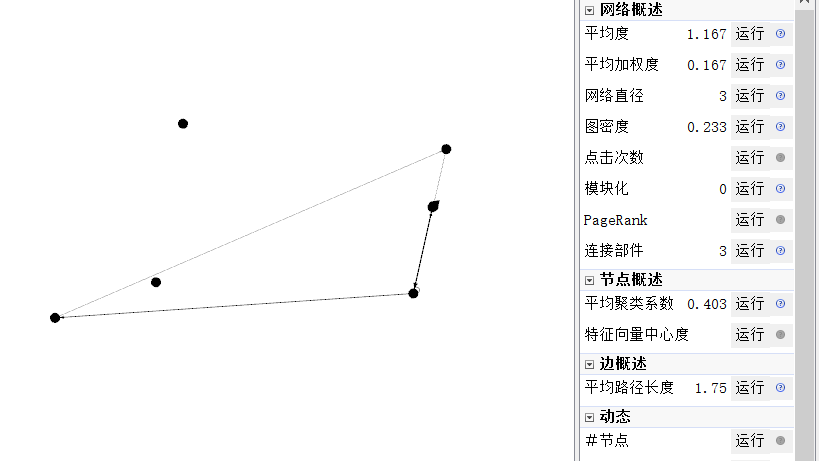 网络概述
平均度 1.167 运行
平均加权度 0.167 运行
网络直径 3 运行
图密度 0.233 运行
点击次数 运行
模块化 0 运行
PageRank 运行
连接部件 3 运行
节点概述
平均聚类系数 0.403 运行
特征向量中心度 运行
边概述
平均路径长度 1.75 运行
动态
#节点 运行